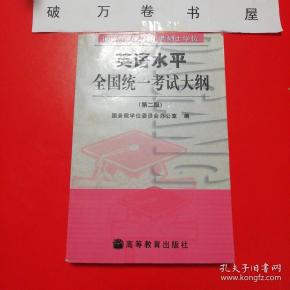 破万卷书屋
英语水平
全国统一考试大纲
(第二版)
国务院学位委员会办公室 编
高等教育出版社
孔夫子旧书网